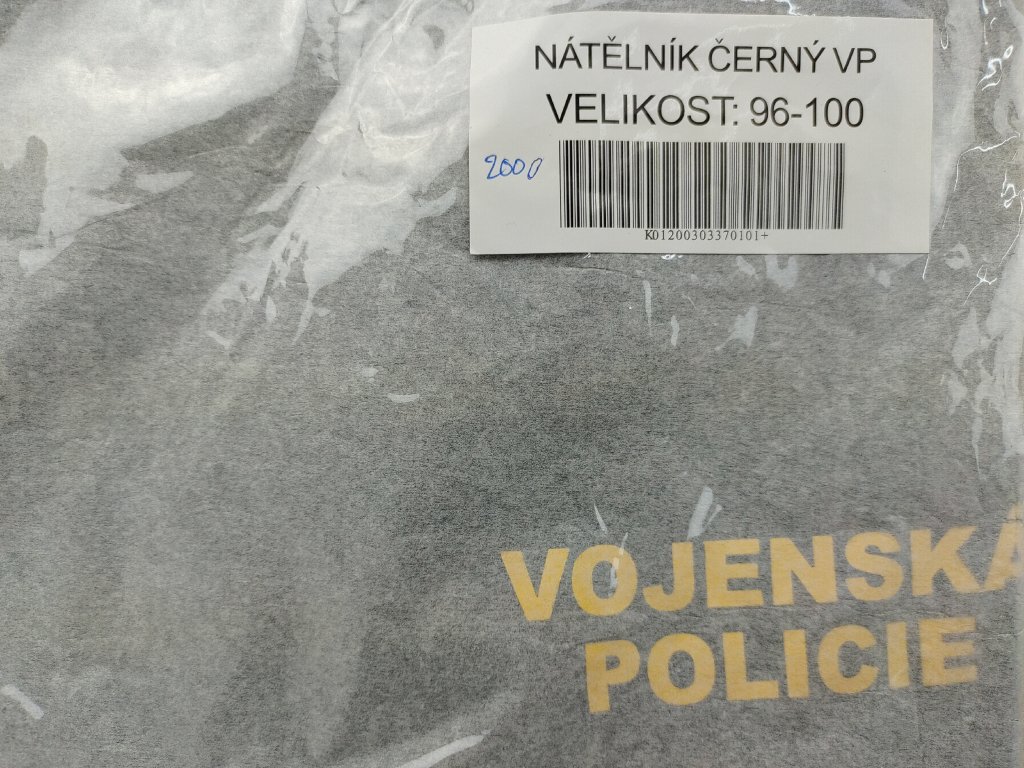 NÁTĚLNÍK ČERNÝ VP
VELIKOST: 96-100
2000
K01200303370101+
VOJENSKÁ
POLICIE